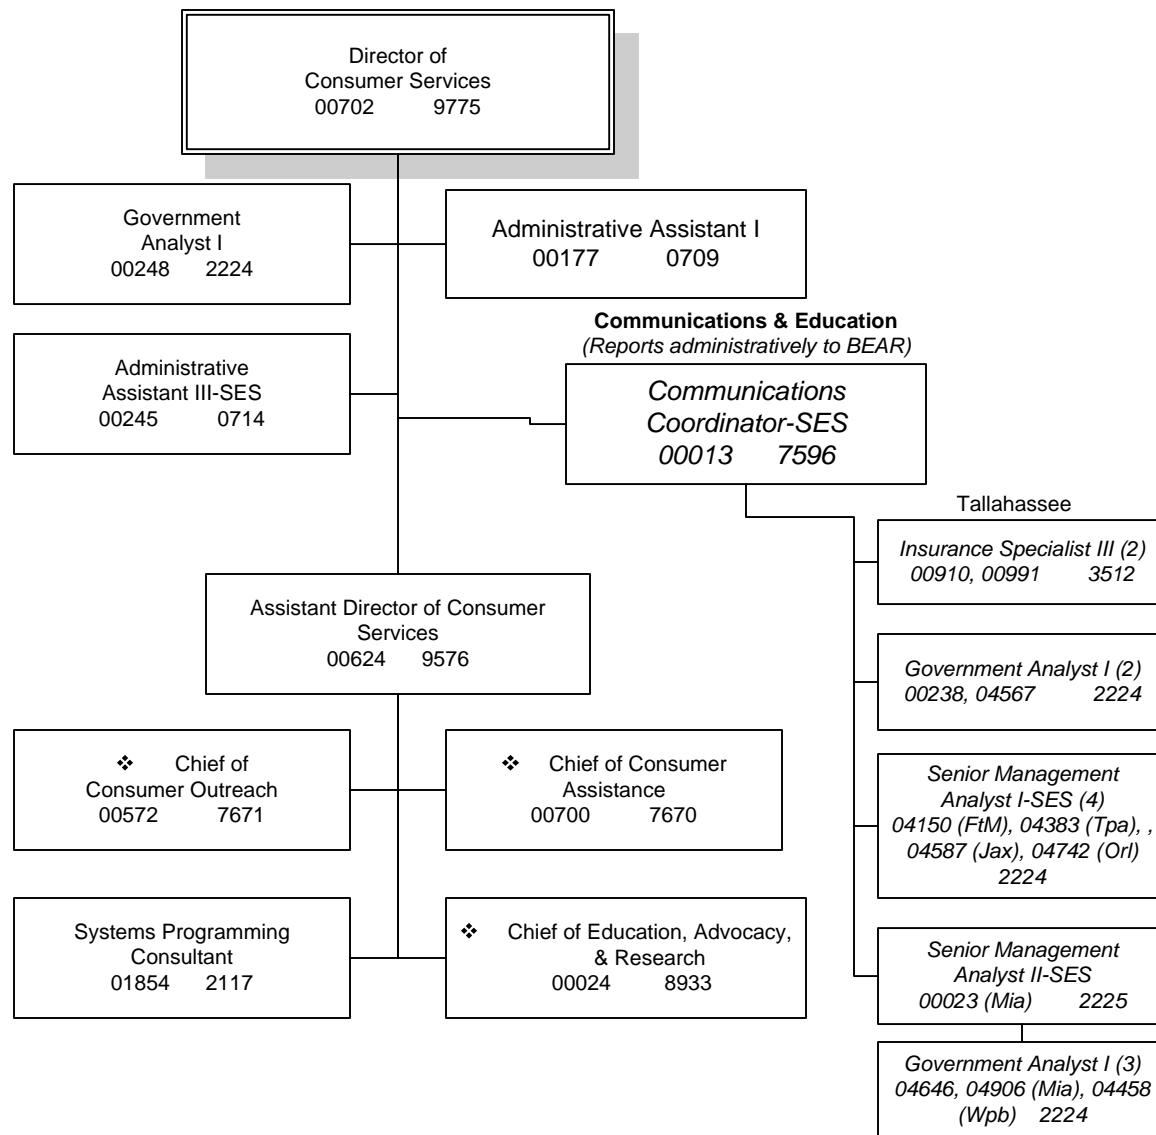 Director of
Consumer Services
00702 9775
Government
Analyst I
00248 2224
Administrative Assistant I
00177 0709
Communications & Education
(Reports administratively to BEAR)
Administrative
Assistant III-SES
00245 0714
Communications
Coordinator-SES
00013 7596
Tallahassee
Insurance Specialist III (2)
00910, 00991 3512
Assistant Director of Consumer
Services
00624 9576
Government Analyst I (2)
00238, 04567 2224
❖ Chief of
Consumer Outreach
00572 7671
❖ Chief of Consumer
Assistance
00700 7670
Senior Management
Analyst I-SES (4)
04150 (FtM), 04383 (Tpa), ,
04587 (Jax), 04742 (Orl)
2224
Systems Programming
Consultant
01854 2117
❖ Chief of Education, Advocacy,
& Research
00024 8933
Senior Management
Analyst II-SES
00023 (Mia) 2225
Government Analyst I (3)
04646, 04906 (Mia), 04458
(Wpb) 2224